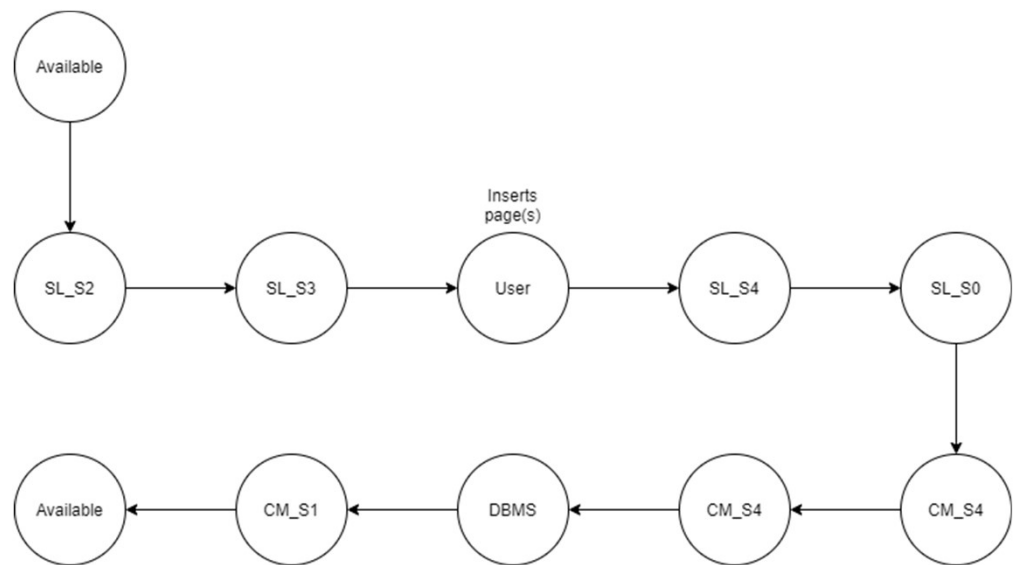 Available
Inserts
page(s)
SL_S2
SL_S3
User
SL_S4
SL_S0
Available
CM_S1
DBMS
CM_S4
CM_S4